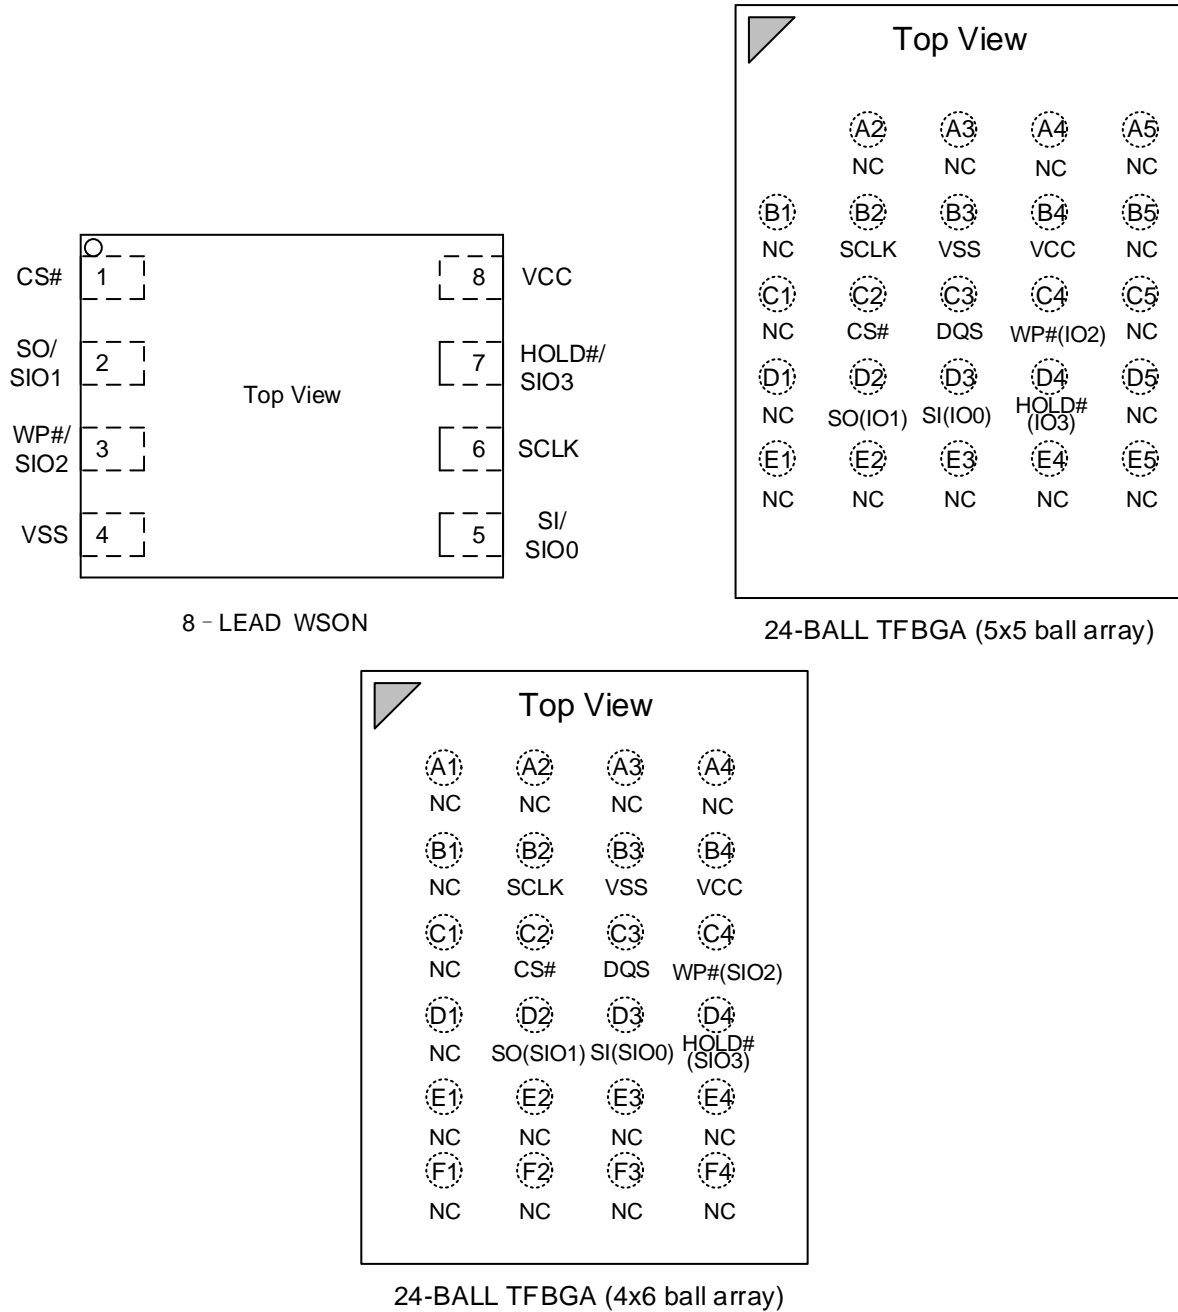 CS#
1
SO/
SIO1
2
WP#/
SIO2
3
VSS
4
Top View
8
VCC
7
HOLD#/
SIO3
6
SCLK
5
SI/
SIO0
8 - LEAD WSON
Top View
A2 A3 A4 A5
NC NC NC NC
B1 B2 B3 B4 B5
NC SCLK VSS VCC NC
C1 C2 C3 C4 C5
NC CS# DQS WP#(IO2) NC
D1 D2 D3 D4 D5
NC SO(IO1) SI(IO0) HOLD# NC
(IO3)
E1 E2 E3 E4 E5
NC NC NC NC NC
24-BALL TFBGA (5x5 ball array)
Top View
A1 A2 A3 A4
NC NC NC NC
B1 B2 B3 B4
NC SCLK VSS VCC
C1 C2 C3 C4
NC CS# DQS WP#(SIO2)
D1 D2 D3 D4
NC SO(SIO1) SI(SIO0) HOLD#
(SIO3)
E1 E2 E3 E4
NC NC NC NC
F1 F2 F3 F4
NC NC NC NC
24-BALL TFBGA (4x6 ball array)